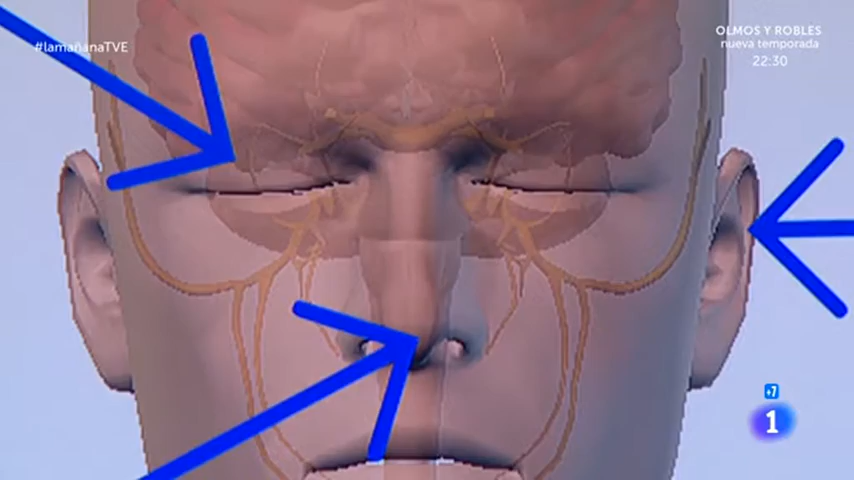 #lamañanaTVE
OLMOS Y ROBLES
nueva temporada
22:30
+7
1